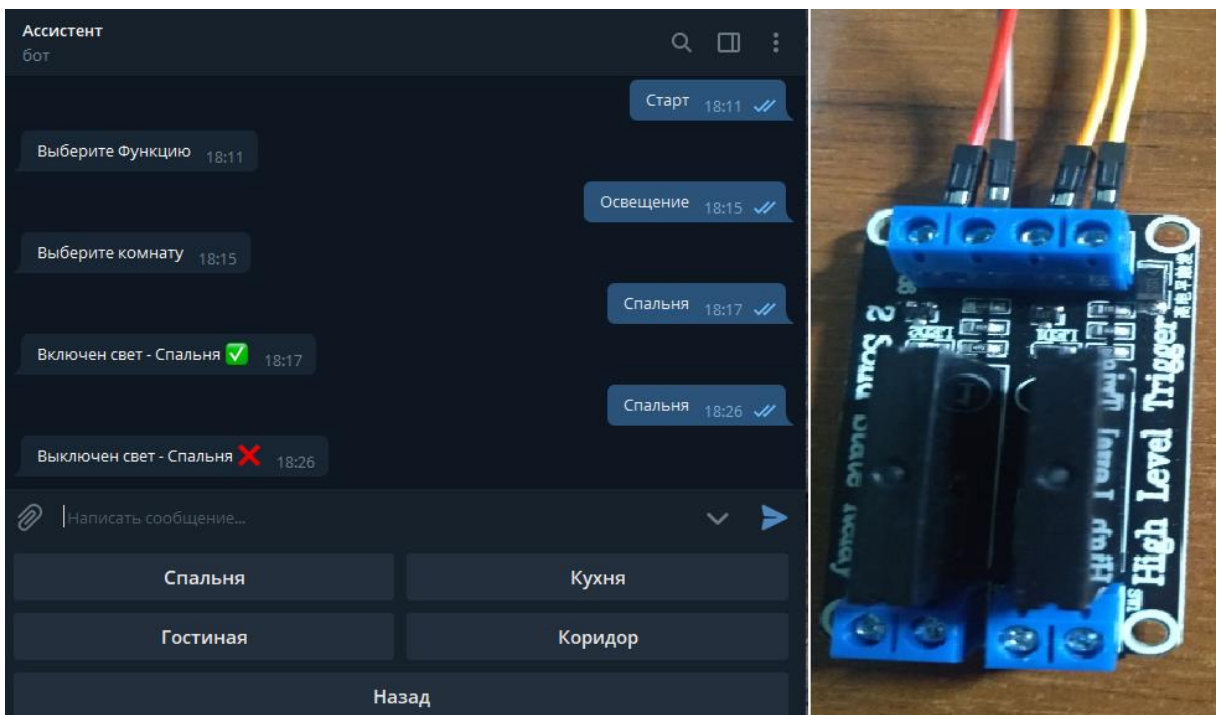 Ассистент
бот
Старт 18:11
Выберите Функцию 18:11
Освещение 18:15
Выберите комнату 18:15
Спальня 18:17
Включен свет - Спальня ✅ 18:17
Спальня 18:26
Выключен свет - Спальня ❌ 18:26
Написать сообщение...
Спальня
Кухня
Гостиная
Коридор
Назад
High Level Trigger